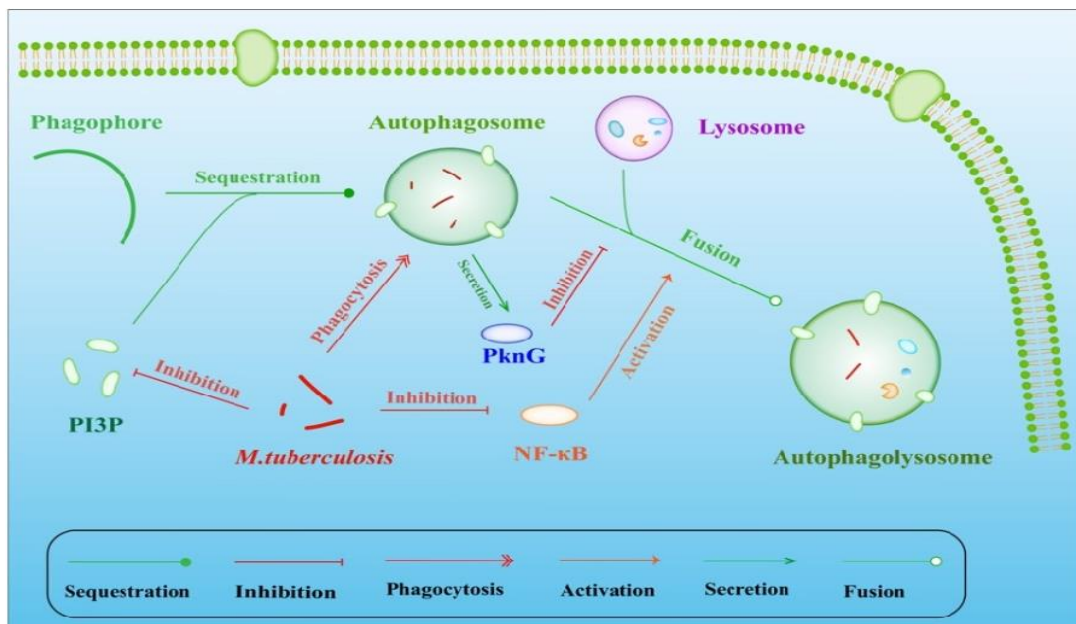 Phagophore
Autophagosome
Lysosome
Sequestration
Fusion
Phagocytosis
Secretion
Inhibition
PknG
Activation
Inhibition
PI3P
Inhibition
NF-κB
M.tuberculosis
Autophagolysosome
Sequestration
Inhibition
Phagocytosis
Activation
Secretion
Fusion